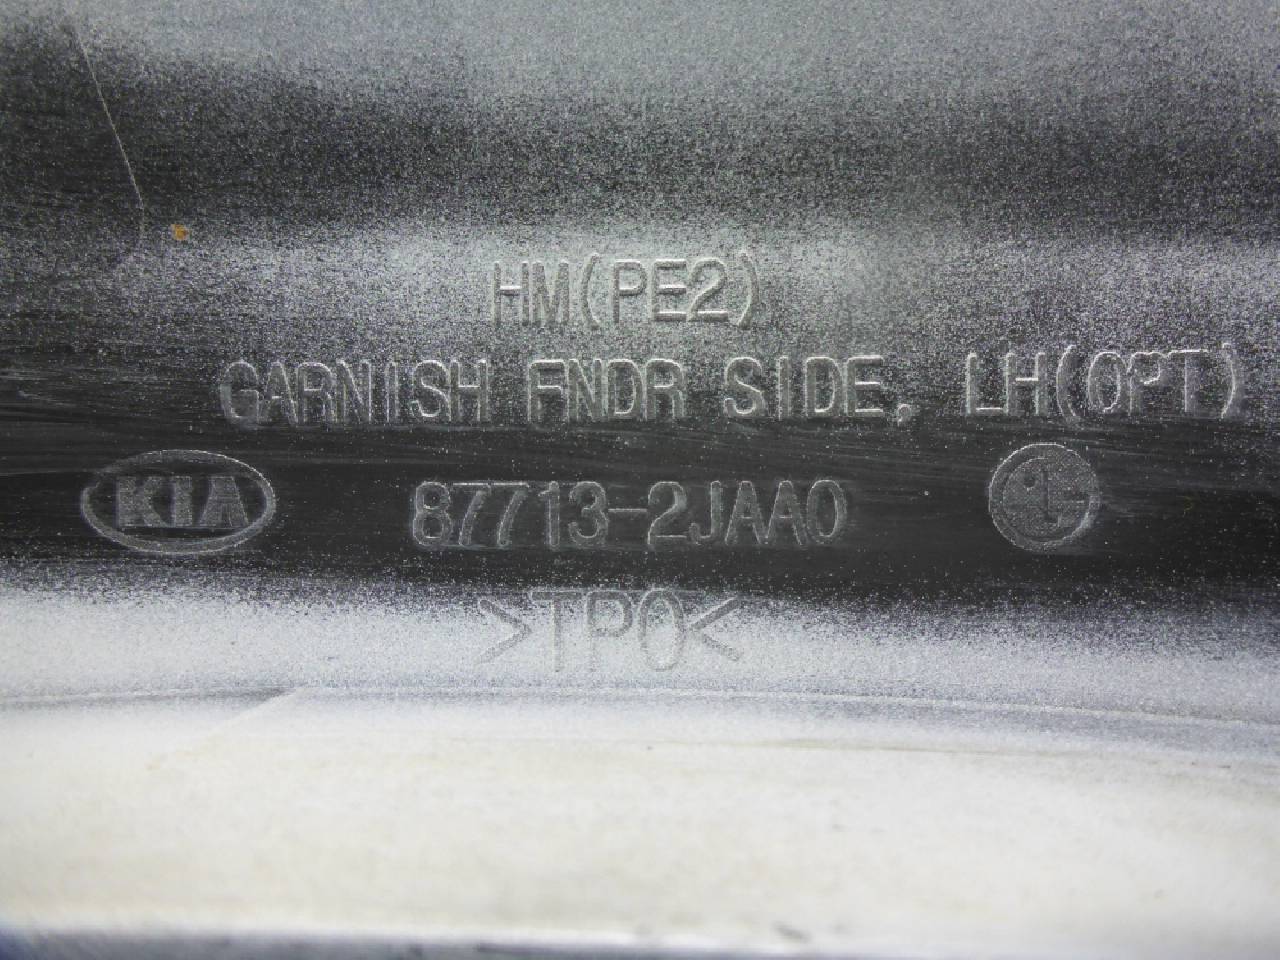 HM(PE2)
GARNISH FNDR SIDE, LH(OPT)
KIA 87713-2JAA0
>TPO<